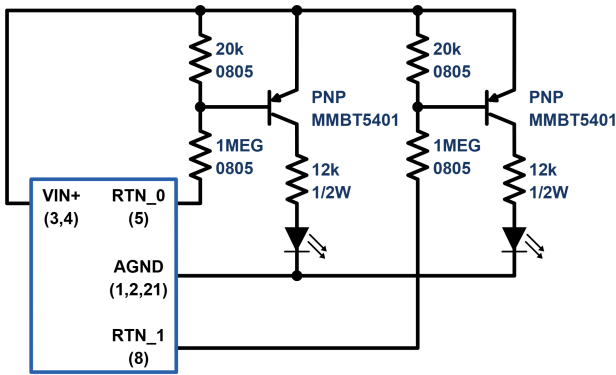 20k
0805
PNP
MMBT5401
1MEG
0805
12k
1/2W
20k
0805
PNP
MMBT5401
1MEG
0805
12k
1/2W
VIN+
(3,4)
RTN_0
(5)
AGND
(1,2,21)
RTN_1
(8)